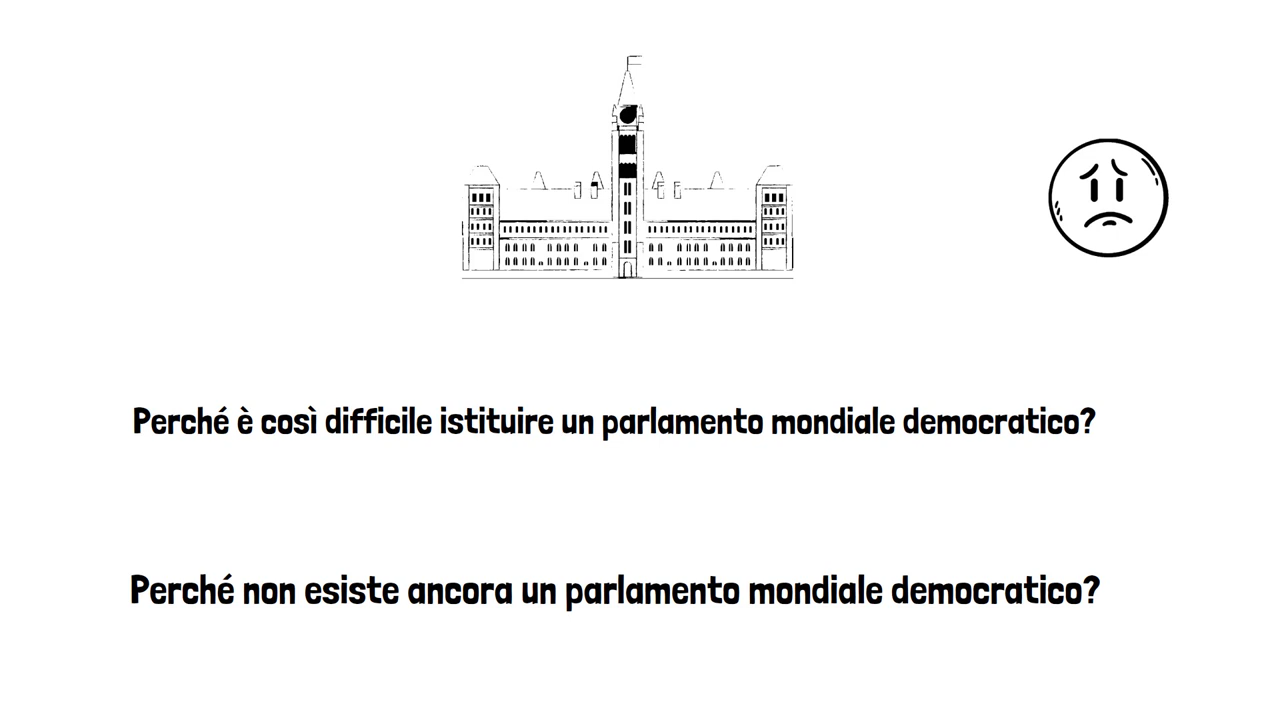 Perché è così difficile istituire un parlamento mondiale democratico?
Perché non esiste ancora un parlamento mondiale democratico?